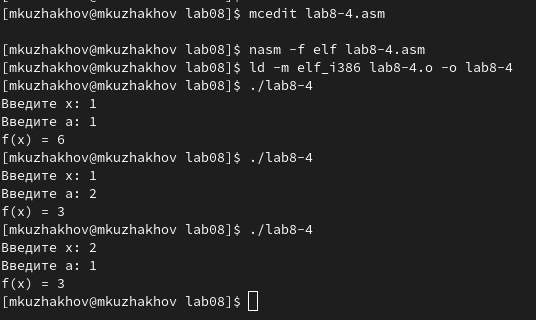 [mkuzhakhov@mkuzhakhov lab08]$ mcedit lab8-4.asm
[mkuzhakhov@mkuzhakhov lab08]$ nasm -f elf lab8-4.asm
[mkuzhakhov@mkuzhakhov lab08]$ ld -m elf_i386 lab8-4.o -o lab8-4
[mkuzhakhov@mkuzhakhov lab08]$ ./lab8-4
Введите x: 1
Введите a: 1
f(x) = 6
[mkuzhakhov@mkuzhakhov lab08]$ ./lab8-4
Введите x: 1
Введите a: 2
f(x) = 3
[mkuzhakhov@mkuzhakhov lab08]$ ./lab8-4
Введите x: 2
Введите a: 1
f(x) = 3
[mkuzhakhov@mkuzhakhov lab08]$